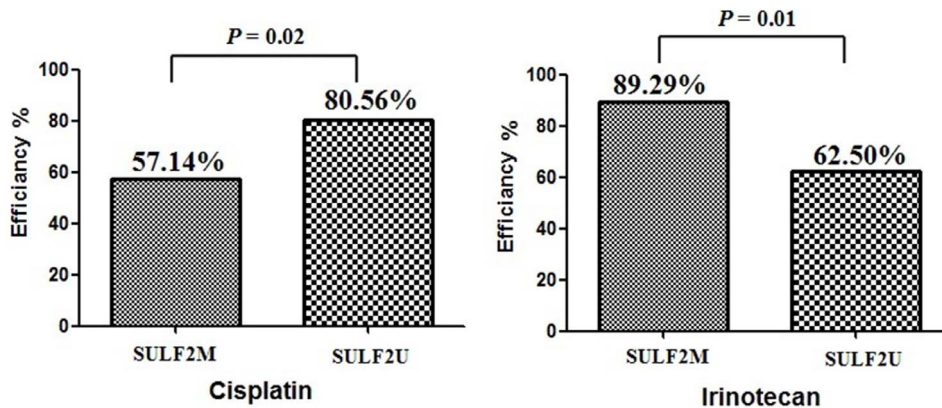 P = 0.02
Efficiancy %
100
80
60
40
20
0
57.14%
80.56%
SULF2M
SULF2U
Cisplatin
P = 0.01
Efficiancy %
100
80
60
40
20
0
89.29%
62.50%
SULF2M
SULF2U
Irinotecan